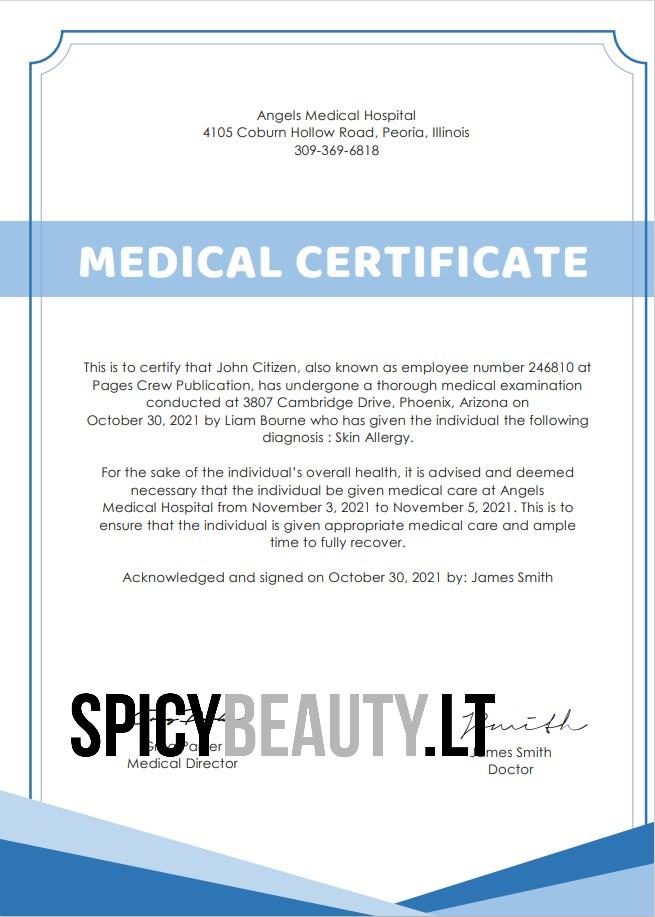 Angels Medical Hospital
4105 Coburn Hollow Road, Peoria, Illinois
309-369-6818
MEDICAL CERTIFICATE
This is to certify that John Citizen, also known as employee number 246810 at
Pages Crew Publication, has undergone a thorough medical examination
conducted at 3807 Cambridge Drive, Phoenix, Arizona on
October 30, 2021 by Liam Bourne who has given the individual the following
diagnosis : Skin Allergy.
For the sake of the individual's overall health, it is advised and deemed
necessary that the individual be given medical care at Angels
Medical Hospital from November 3, 2021 to November 5, 2021. This is to
ensure that the individual is given appropriate medical care and ample
time to fully recover.
Acknowledged and signed on October 30, 2021 by: James Smith
SPICYBEAUTY.LT
Medical Director
JSmith
James Smith
Doctor